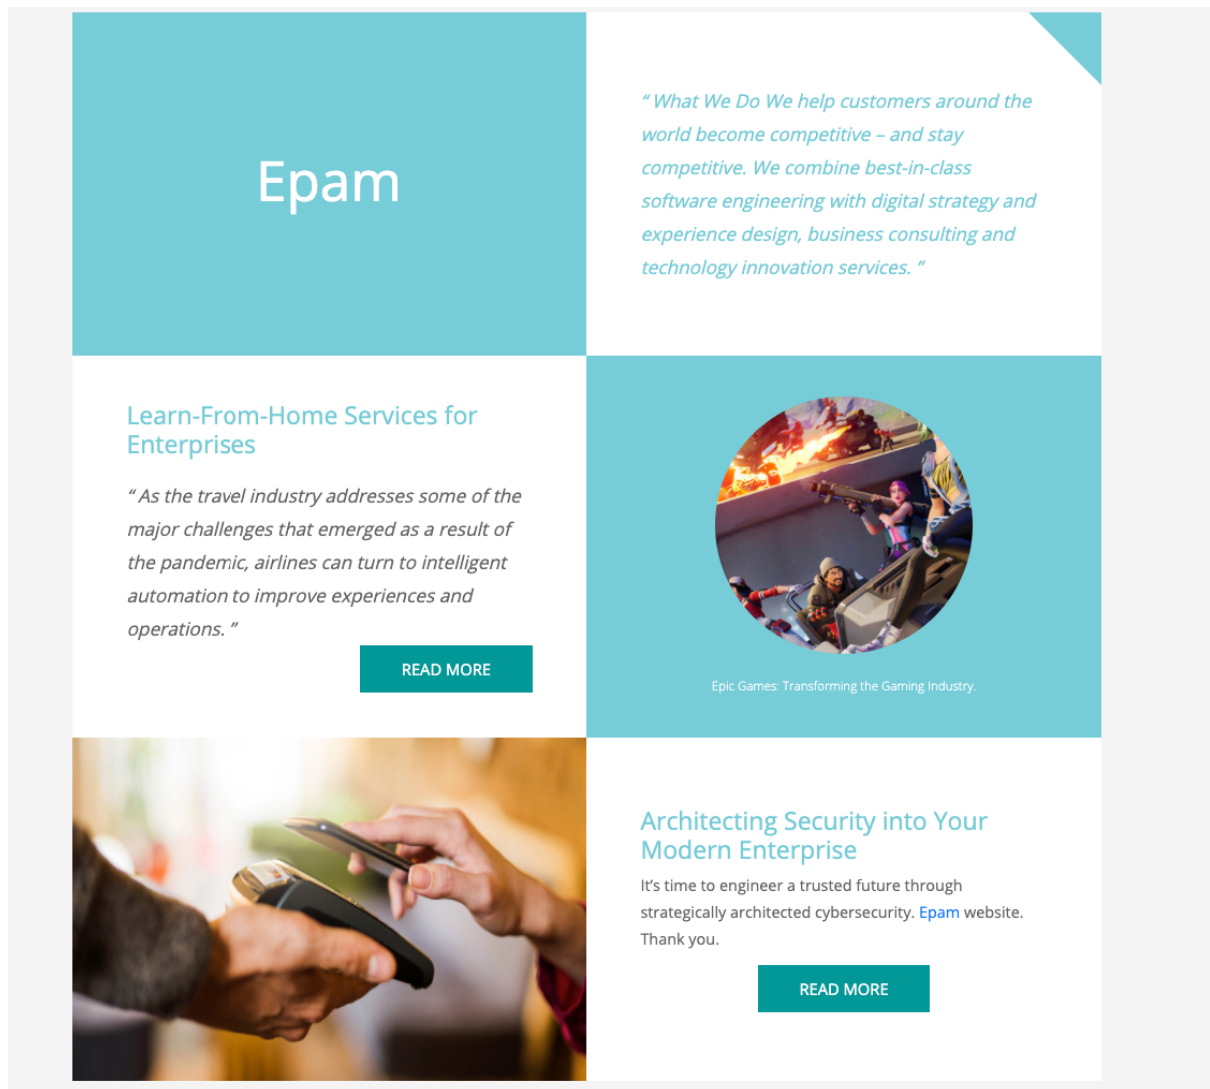 Epam
“ What We Do We help customers around the
world become competitive – and stay
competitive. We combine best-in-class
software engineering with digital strategy and
experience design, business consulting and
technology innovation services. ”
Learn-From-Home Services for
Enterprises
“ As the travel industry addresses some of the
major challenges that emerged as a result of
the pandemic, airlines can turn to intelligent
automation to improve experiences and
operations. ”
READ MORE
Epic Games: Transforming the Gaming Industry.
Architecting Security into Your
Modern Enterprise
It’s time to engineer a trusted future through
strategically architected cybersecurity. Epam website.
Thank you.
READ MORE